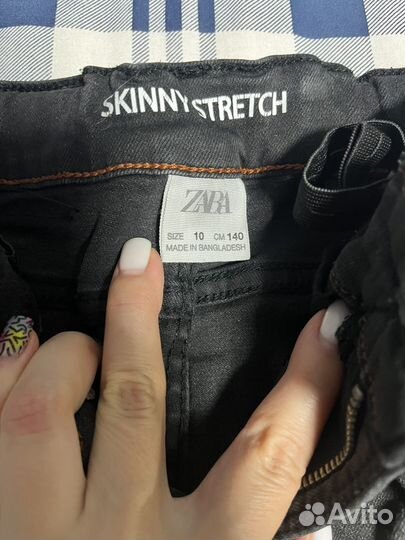 SKINNY STRETCH
ZARA
SIZE 10 CM 140
MADE IN BANGLADESH
Avito